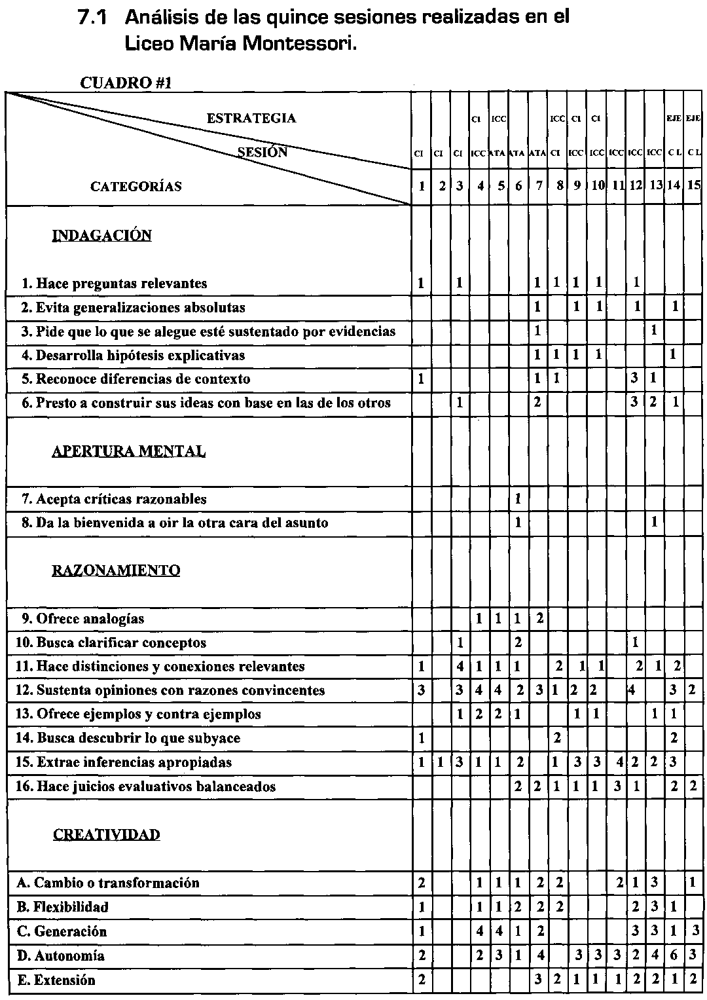 7.1 Análisis de las quince sesiones realizadas en el
Liceo María Montessori.
CUADRO #1
ESTRATEGIA CI ICC ICC CI CI EJE EJE
SESIÓN CI CI CI ICC ATA ATA ATA CI ICC ICC ICC ICC ICC C L C L
CATEGORÍAS 1 2 3 4 5 6 7 8 9 10 11 12 13 14 15
INDAGACIÓN
1. Hace preguntas relevantes 1 1 1 1 1 1 1
2. Evita generalizaciones absolutas 1 1 1 1 1
3. Pide que lo que se alegue esté sustentado por evidencias 1 1
4. Desarrolla hipótesis explicativas 1 1 1 1 1
5. Reconoce diferencias de contexto 1 1 1 3 1
6. Presto a construir sus ideas con base en las de los otros 1 2 3 2 1
APERTURA MENTAL
7. Acepta críticas razonables 1
8. Da la bienvenida a oir la otra cara del asunto 1 1
RAZONAMIENTO
9. Ofrece analogías 1 1 1 2
10. Busca clarificar conceptos 1 2 1
11. Hace distinciones y conexiones relevantes 1 4 1 1 1 2 1 1 2 1 2
12. Sustenta opiniones con razones convincentes 3 3 4 4 2 3 1 2 2 4 3 2
13. Ofrece ejemplos y contra ejemplos 1 2 2 1 1 1 1 1
14. Busca descubrir lo que subyace 1 2 2
15. Extrae inferencias apropiadas 1 1 3 1 1 2 1 3 3 4 2 2 3
16. Hace juicios evaluativos balanceados 2 2 1 1 1 3 1 2 2
CREATIVIDAD
A. Cambio o transformación 2 1 1 1 2 2 2 1 3 1
B. Flexibilidad 1 1 1 2 2 2 2 3 1
C. Generación 1 4 4 1 2 3 3 1 3
D. Autonomía 2 2 3 1 4 3 3 3 2 4 6 3
E. Extensión 2 3 2 1 1 1 2 2 1 2